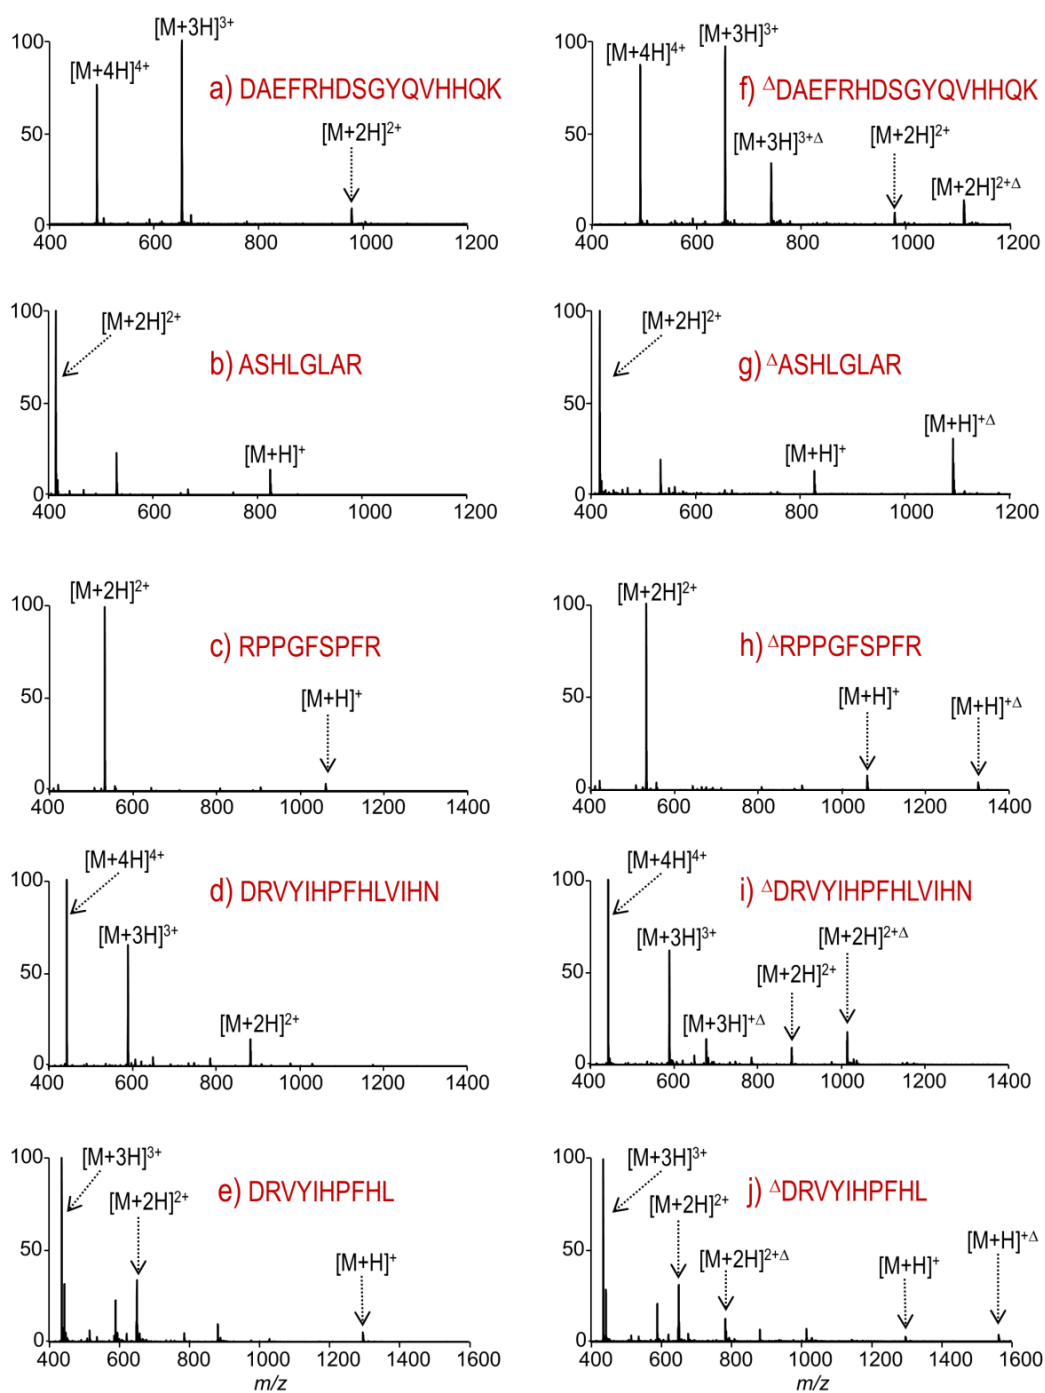 [M+3H]3+
[M+4H]4+
a) DAEFRHDSGYQVHHQK
[M+2H]2+
100
50
0
400 600 800 1000 1200
[M+3H]3+
[M+4H]4+
f) ΔDAEFRHDSGYQVHHQK
[M+3H]3+Δ
[M+2H]2+
[M+2H]2+Δ
100
50
0
400 600 800 1000 1200
[M+2H]2+
b) ASHLGLAR
[M+H]+
100
50
0
400 600 800 1000 1200
[M+2H]2+
g) ΔASHLGLAR
[M+H]+
[M+H]+Δ
100
50
0
400 600 800 1000 1200
[M+2H]2+
c) RPPGFSPFR
[M+H]+
100
50
0
400 600 800 1000 1200 1400
[M+2H]2+
h) ΔRPPGFSPFR
[M+H]+
[M+H]+Δ
100
50
0
400 600 800 1000 1200 1400
[M+4H]4+
d) DRVYIHPFHLVIHN
[M+3H]3+
[M+2H]2+
100
50
0
400 600 800 1000 1200 1400
[M+4H]4+
i) ΔDRVYIHPFHLVIHN
[M+3H]3+
[M+2H]2+Δ
[M+2H]2+
[M+3H]+Δ
100
50
0
400 600 800 1000 1200 1400
[M+3H]3+
e) DRVYIHPFHL
[M+2H]2+
[M+H]+
100
50
0
400 600 800 1000 1200 1400 1600
m/z
[M+3H]3+
j) ΔDRVYIHPFHL
[M+2H]2+
[M+2H]2+Δ
[M+H]+
[M+H]+Δ
100
50
0
400 600 800 1000 1200 1400 1600
m/z